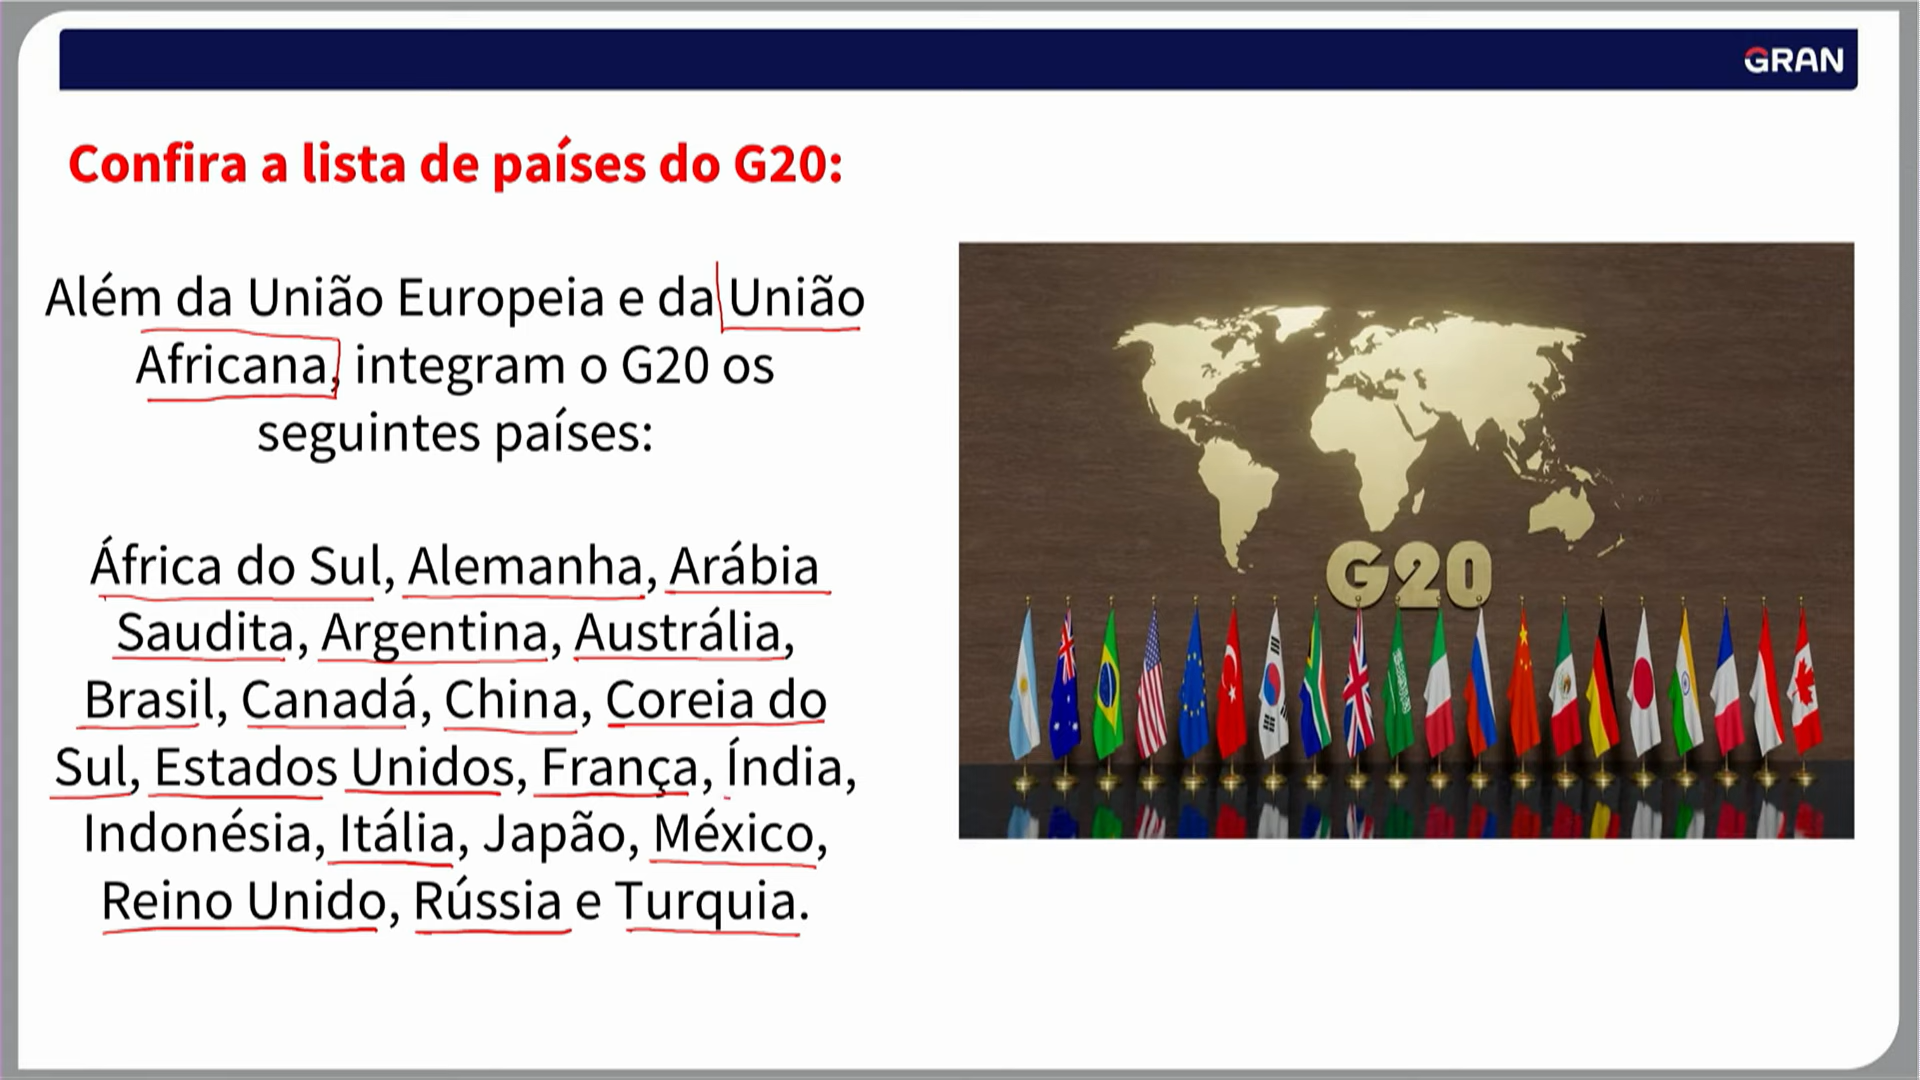 GRAN
Confira a lista de países do G20:
Além da União Europeia e da União
Africana, integram o G20 os
seguintes países:
África do Sul, Alemanha, Arábia
Saudita, Argentina, Austrália,
Brasil, Canadá, China, Coreia do
Sul, Estados Unidos, França, Índia,
Indonésia, Itália, Japão, México,
Reino Unido, Rússia e Turquia.
G20